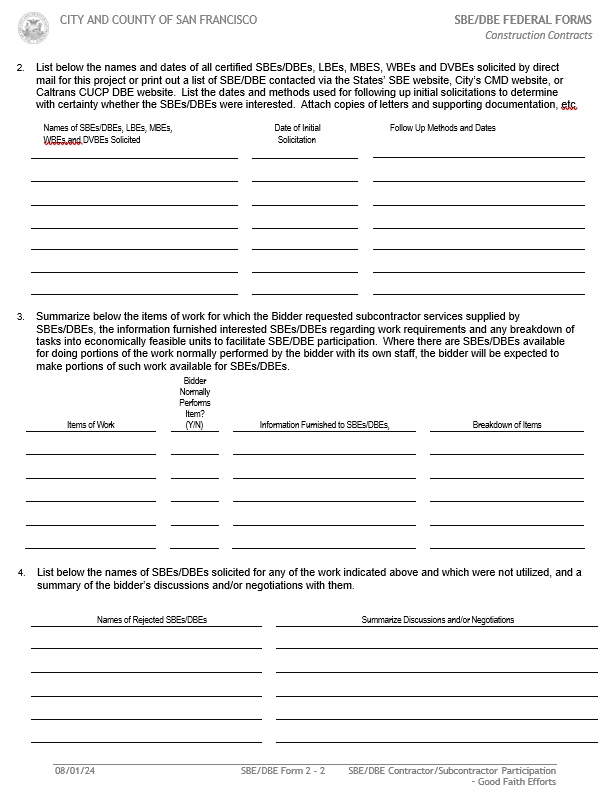 CITY AND COUNTY OF SAN FRANCISCO
SBE/DBE FEDERAL FORMS
Construction Contracts
2. List below the names and dates of all certified SBEs/DBEs, LBEs, MBES, WBEs and DVBEs solicited by direct
mail for this project or print out a list of SBE/DBE contacted via the States' SBE website, City's CMD website, or
Caltrans CUCP DBE website. List the dates and methods used for following up initial solicitations to determine
with certainty whether the SBEs/DBEs were interested. Attach copies of letters and supporting documentation, etc.
Names of SBEs/DBEs, LBEs, MBEs,
WBEs,and DVBEs Solicited
Date of Initial
Solicitation
Follow Up Methods and Dates
3. Summarize below the items of work for which the Bidder requested subcontractor services supplied by
SBEs/DBEs, the information furnished interested SBEs/DBEs regarding work requirements and any breakdown of
tasks into economically feasible units to facilitate SBE/DBE participation. Where there are SBEs/DBEs available
for doing portions of the work normally performed by the bidder with its own staff, the bidder will be expected to
make portions of such work available for SBEs/DBEs.
Items of Work
Bidder
Normally
Performs
Item?
(Y/N)
Information Furnished to SBEs/DBEs,
Breakdown of Items
4. List below the names of SBEs/DBEs solicited for any of the work indicated above and which were not utilized, and a
summary of the bidder's discussions and/or negotiations with them.
Names of Rejected SBEs/DBEs
Summarize Discussions and/or Negotiations
08/01/24
SBE/DBE Form 2 - 2
SBE/DBE Contractor/Subcontractor Participation
- Good Faith Efforts